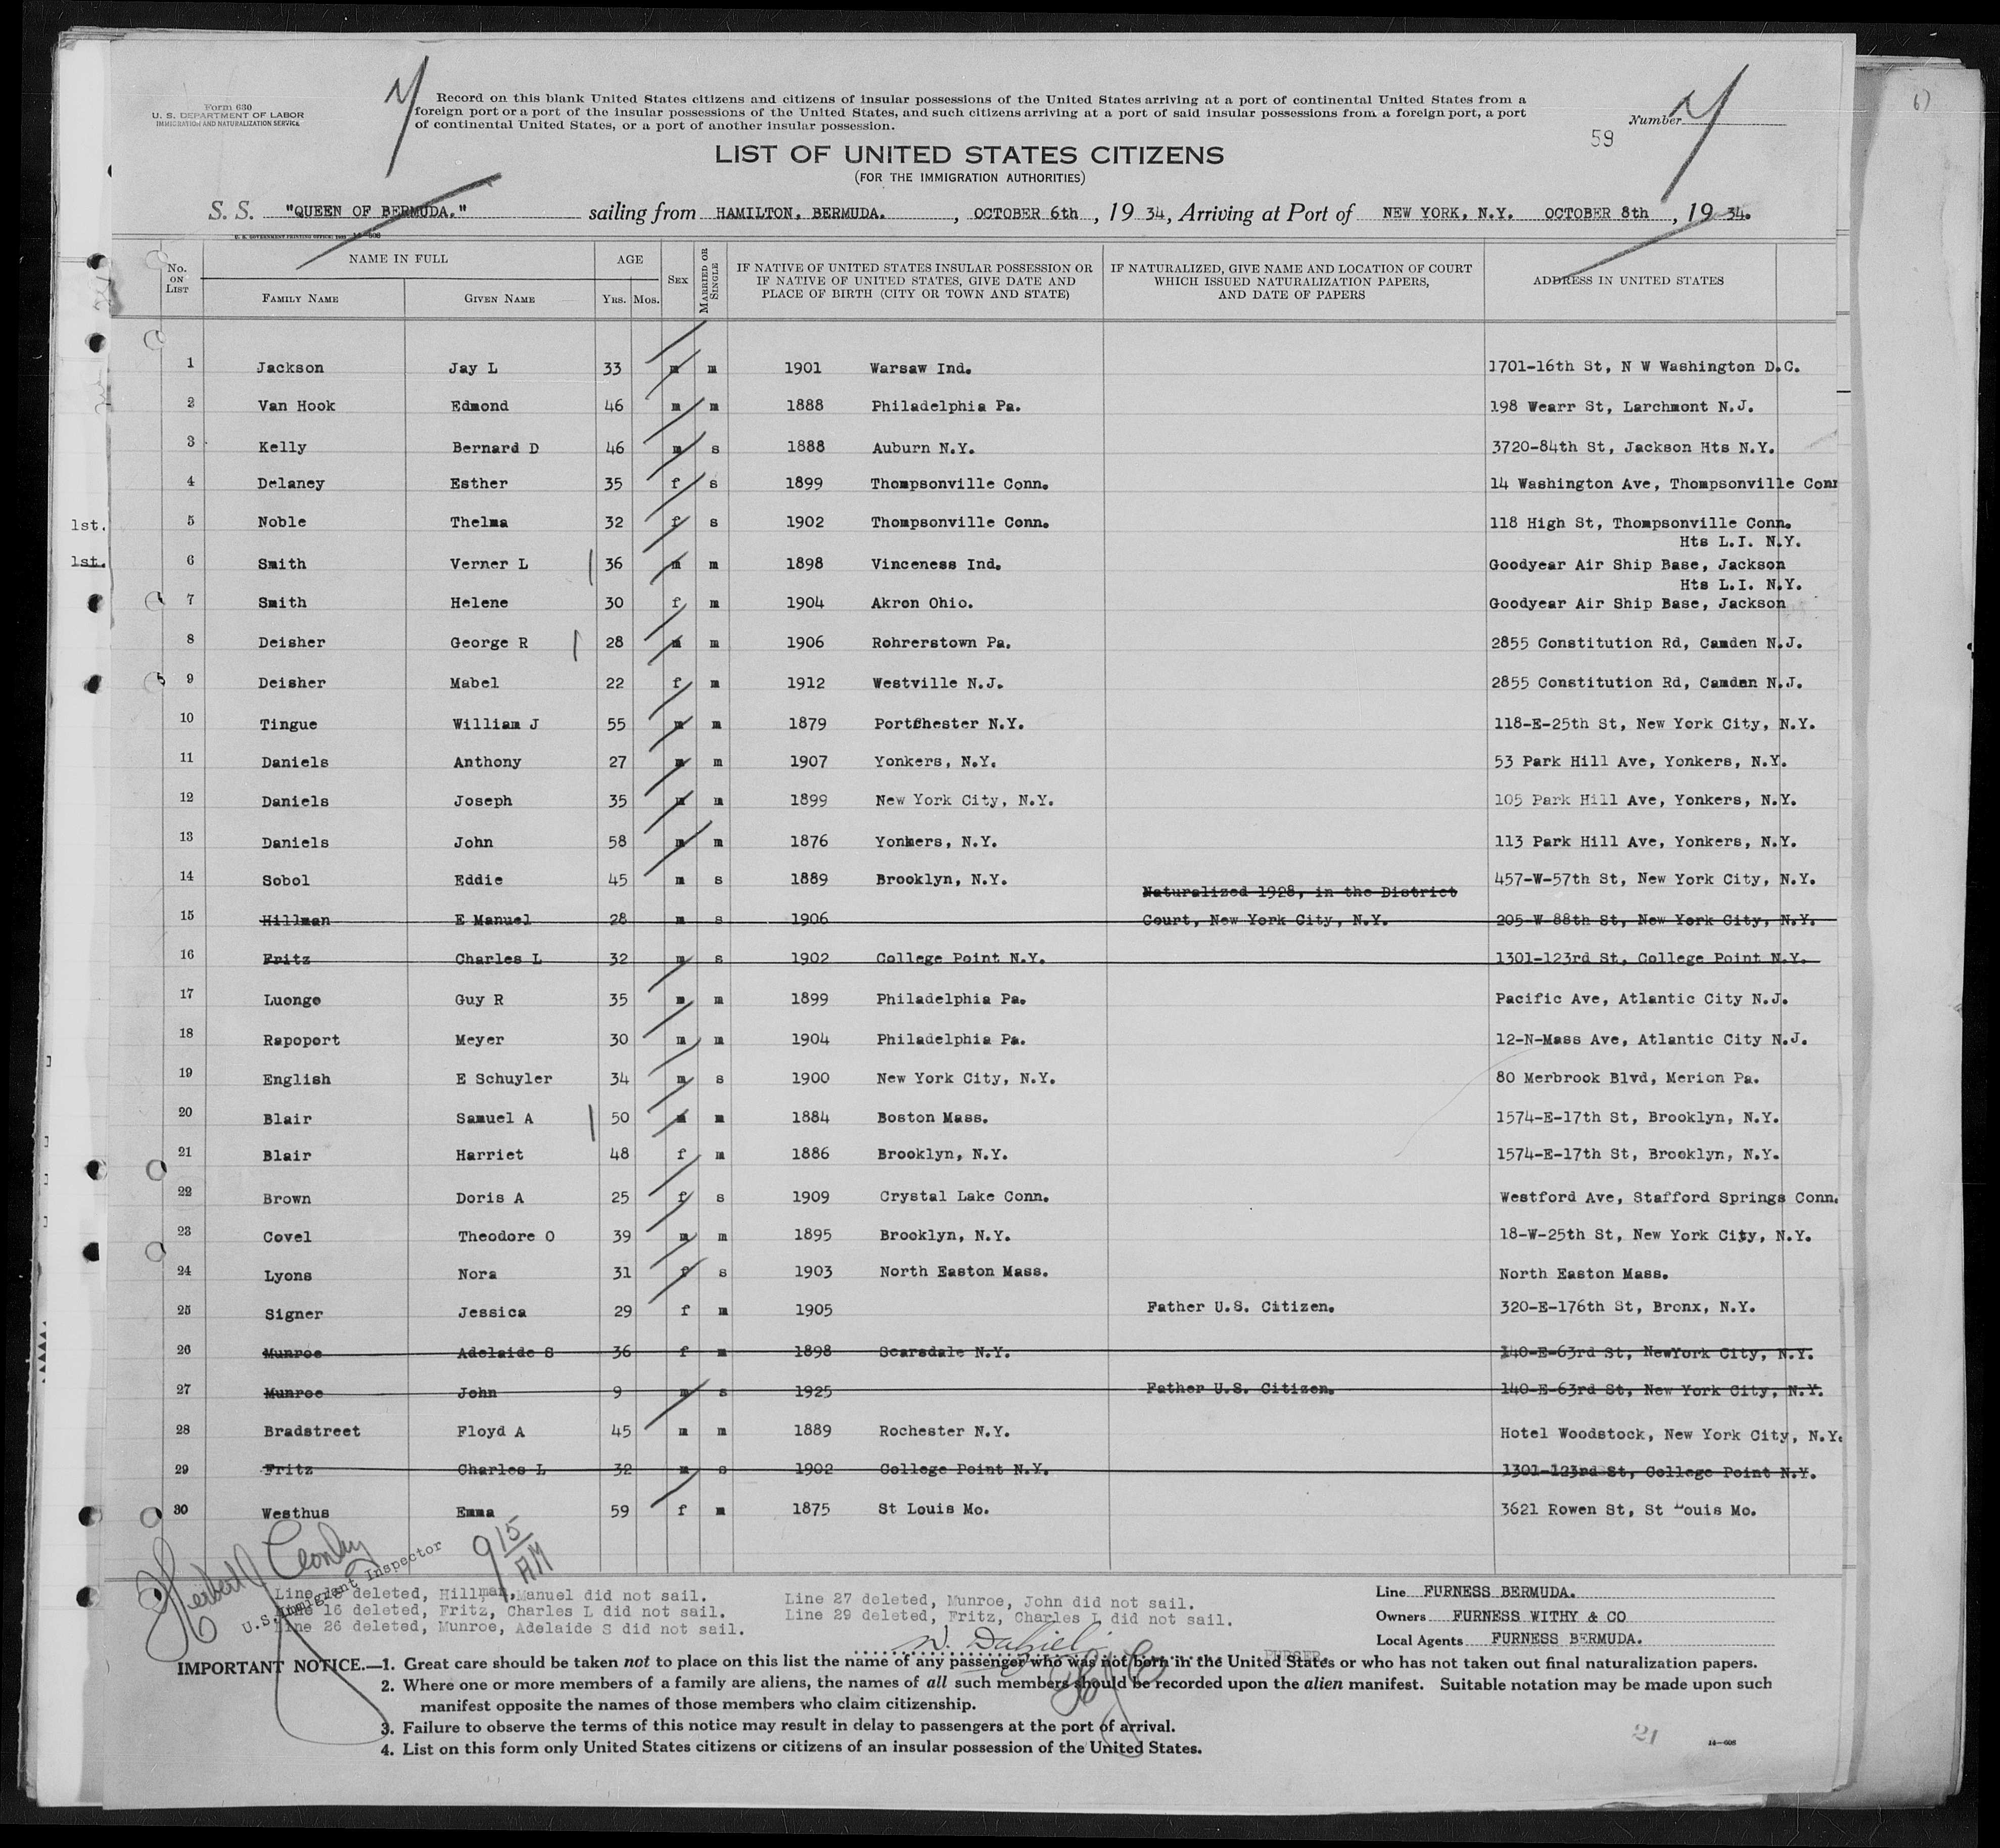 Form 630
U. S. DEPARTMENT OF LABOR
IMMIGRATION AND NATURALIZATION SERVICE
Record on this blank United States citizens and citizens of insular possessions of the United States arriving at a port of continental United States from a
foreign port or a port of the insular possessions of the United States, and such citizens arriving at a port of said insular possessions from a foreign port, a port
of continental United States, or a port of another insular possession.
Number
59
LIST OF UNITED STATES CITIZENS
(FOR THE IMMIGRATION AUTHORITIES)
S. S. "QUEEN OF BERMUDA." sailing from HAMILTON. BERMUDA. , OCTOBER 6th , 19 34, Arriving at Port of NEW YORK, N.Y. OCTOBER 8th , 19 34.
No. ON LIST NAME IN FULL FAMILY NAME GIVEN NAME AGE YRS. MOS. SEX MARRIED OR SINGLE IF NATIVE OF UNITED STATES INSULAR POSSESSION OR IF NATIVE OF UNITED STATES, GIVE DATE AND PLACE OF BIRTH (CITY OR TOWN AND STATE) IF NATURALIZED, GIVE NAME AND LOCATION OF COURT WHICH ISSUED NATURALIZATION PAPERS, AND DATE OF PAPERS ADDRESS IN UNITED STATES
1 Jackson Jay L 33 m m 1901 Warsaw Ind. 1701-16th St, N W Washington D.C.
2 Van Hook Edmond 46 m m 1888 Philadelphia Pa. 198 Wearr St, Larchmont N.J.
3 Kelly Bernard D 46 m s 1888 Auburn N.Y. 3720-84th St, Jackson Hts N.Y.
4 Delaney Esther 35 f s 1899 Thompsonville Conn. 14 Washington Ave, Thompsonville Conn
1st. 5 Noble Thelma 32 f s 1902 Thompsonville Conn. 118 High St, Thompsonville Conn.
Hts L.I. N.Y.
1st. 6 Smith Verner L 36 m m 1898 Vinceness Ind. Goodyear Air Ship Base, Jackson
Hts L.I. N.Y.
7 Smith Helene 30 f m 1904 Akron Ohio. Goodyear Air Ship Base, Jackson
8 Deisher George R 28 m m 1906 Rohrerstown Pa. 2855 Constitution Rd, Camden N.J.
9 Deisher Mabel 22 f m 1912 Westville N.J. 2855 Constitution Rd, Camden N.J.
10 Tingue William J 55 m m 1879 Portchester N.Y. 118-E-25th St, New York City, N.Y.
11 Daniels Anthony 27 m m 1907 Yonkers, N.Y. 53 Park Hill Ave, Yonkers, N.Y.
12 Daniels Joseph 35 m m 1899 New York City, N.Y. 105 Park Hill Ave, Yonkers, N.Y.
13 Daniels John 58 m m 1876 Yonkers, N.Y. 113 Park Hill Ave, Yonkers, N.Y.
14 Sobol Eddie 45 m s 1889 Brooklyn, N.Y. 457-W-57th St, New York City, N.Y.
Naturalized 1928, in the District
15 Hillman E Manuel 28 m s 1906 Court, New York City, N.Y. 205-W-88th St, New York City, N.Y.
16 Fritz Charles L 32 m s 1902 College Point N.Y. 1301-123rd St, College Point N.Y.
17 Luongo Guy R 35 m m 1899 Philadelphia Pa. Pacific Ave, Atlantic City N.J.
18 Rapoport Meyer 30 m m 1904 Philadelphia Pa. 12-N-Mass Ave, Atlantic City N.J.
19 English E Schuyler 34 m s 1900 New York City, N.Y. 80 Merbrook Blvd, Merion Pa.
20 Blair Samuel A 50 m m 1884 Boston Mass. 1574-E-17th St, Brooklyn, N.Y.
21 Blair Harriet 48 f m 1886 Brooklyn, N.Y. 1574-E-17th St, Brooklyn, N.Y.
22 Brown Doris A 25 f s 1909 Crystal Lake Conn. Westford Ave, Stafford Springs Conn.
23 Covel Theodore O 39 m m 1895 Brooklyn, N.Y. 18-W-25th St, New York City, N.Y.
24 Lyons Nora 31 f s 1903 North Easton Mass. North Easton Mass.
25 Signer Jessica 29 f m 1905 Father U.S. Citizen. 320-E-176th St, Bronx, N.Y.
26 Munroe Adelaide S 36 f m 1898 Scarsdale N.Y. 140-E-63rd St, NewYork City, N.Y.
27 Munroe John 9 m s 1925 Father U.S. Citizen. 140-E-63rd St, New York City, N.Y.
28 Bradstreet Floyd A 45 m m 1889 Rochester N.Y. Hotel Woodstock, New York City, N.Y.
29 Fritz Charles L 32 m s 1902 College Point N.Y. 1301-123rd St, College Point N.Y.
30 Westhus Emma 59 f m 1875 St Louis Mo. 3621 Rowen St, St Louis Mo.
9 15 AM
U.S. Immigrant Inspector
Line 15 deleted, Hillman, Manuel did not sail.
Line 16 deleted, Fritz, Charles L did not sail.
Line 26 deleted, Munroe, Adelaide S did not sail.
Line 27 deleted, Munroe, John did not sail.
Line 29 deleted, Fritz, Charles L did not sail.
PURSER
Line FURNESS BERMUDA.
Owners FURNESS WITHY & CO
Local Agents FURNESS BERMUDA.
IMPORTANT NOTICE.—1. Great care should be taken not to place on this list the name of any passenger who was not born in the United States or who has not taken out final naturalization papers.
2. Where one or more members of a family are aliens, the names of all such members should be recorded upon the alien manifest. Suitable notation may be made upon such
manifest opposite the names of those members who claim citizenship.
3. Failure to observe the terms of this notice may result in delay to passengers at the port of arrival.
4. List on this form only United States citizens or citizens of an insular possession of the United States.
21
14—608